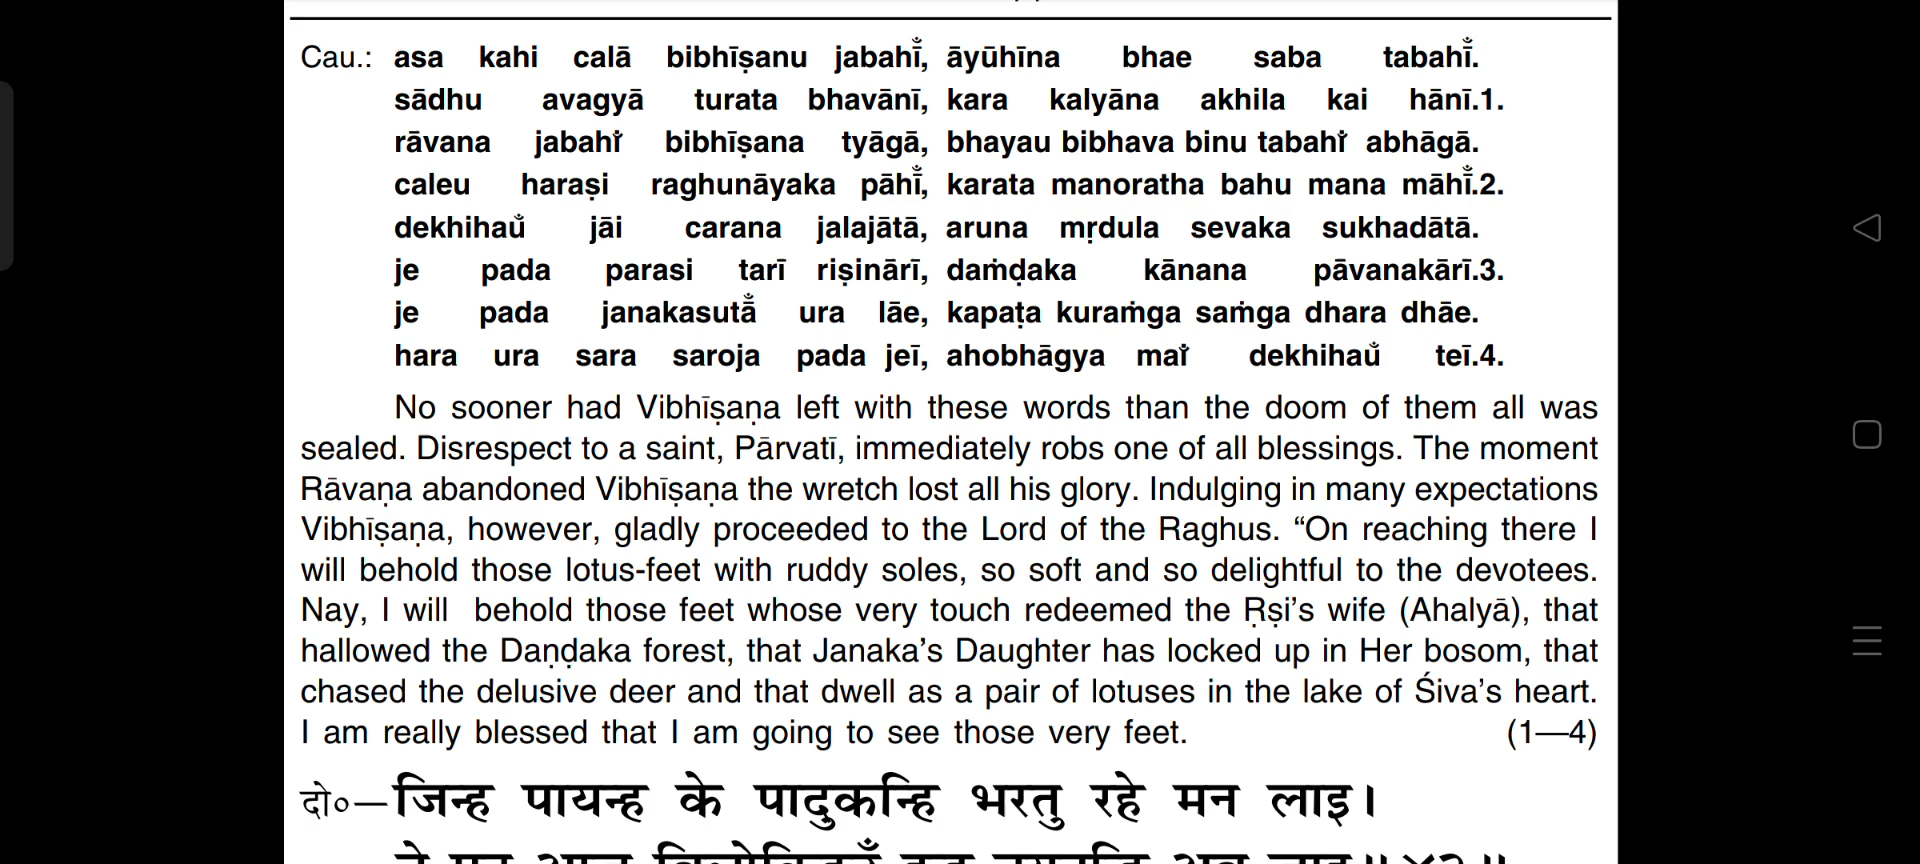 Cau.: asa kahi calā bibhīṣanu jabahī̐, āyūhīna bhae saba tabahī̐.
sādhu avagyā turata bhavānī, kara kalyāna akhila kai hānī.1.
rāvana jabahi̐ bibhīṣana tyāgā, bhayau bibhava binu tabahi̐ abhāgā.
caleu haraṣi raghunāyaka pāhī̐, karata manoratha bahu mana māhī̐.2.
dekhihau̐ jāi carana jalajātā, aruna mṛdula sevaka sukhadātā.
je pada parasi tarī riṣinārī, daṁḍaka kānana pāvanakārī.3.
je pada janakasutā̐ ura lāe, kapaṭa kuraṁga saṁga dhara dhāe.
hara ura sara saroja pada jeī, ahobhāgya mai̐ dekhihau̐ teī.4.
No sooner had Vibhīṣaṇa left with these words than the doom of them all was
sealed. Disrespect to a saint, Pārvatī, immediately robs one of all blessings. The moment
Rāvaṇa abandoned Vibhīṣaṇa the wretch lost all his glory. Indulging in many expectations
Vibhīṣaṇa, however, gladly proceeded to the Lord of the Raghus. “On reaching there I
will behold those lotus-feet with ruddy soles, so soft and so delightful to the devotees.
Nay, I will behold those feet whose very touch redeemed the Ṛṣi’s wife (Ahalyā), that
hallowed the Daṇḍaka forest, that Janaka’s Daughter has locked up in Her bosom, that
chased the delusive deer and that dwell as a pair of lotuses in the lake of Śiva’s heart.
I am really blessed that I am going to see those very feet. (1—4)
दो०— जिन्ह पायन्ह के पादुकन्हि भरतु रहे मन लाइ।